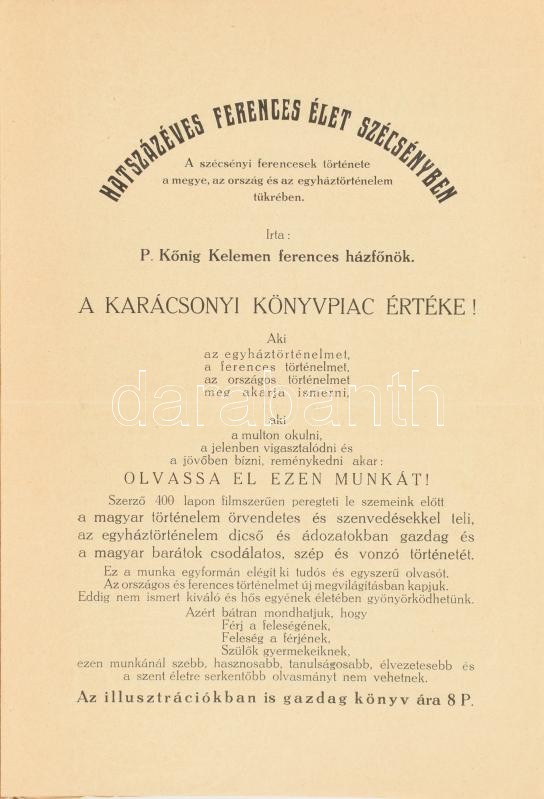 HATSZÁZÉVES FERENCES ÉLET SZÉCSÉNYBEN
A szécsényi ferencesek története
a megye, az ország és az egyháztörténelem
tükrében.
Irta :
P. Kőnig Kelemen ferences házfőnök.
A KARÁCSONYI KÖNYVPIAC ÉRTÉKE !
Aki
az egyháztörténelmet,
a ferences történelmet,
az országos történelmet
meg akarja ismerni,
darabanth
aki
a multon okulni,
a jelenben vigasztalódni és
a jövőben bízni, reménykedni akar :
OLVASSA EL EZEN MUNKÁT!
Szerző 400 lapon filmszerűen peregteti le szemeink előtt
a magyar történelem örvendetes és szenvedésekkel teli,
az egyháztörténelem dicső és ádozatokban gazdag és
a magyar barátok csodálatos, szép és vonzó történetét.
Ez a munka egyformán elégit ki tudós és egyszerű olvasót.
Az országos és ferences történelmet új megvilágításban kapjuk.
Eddig nem ismert kiváló és hős egyének életében gyönyörködhetünk.
Azért bátran mondhatjuk, hogy
Férj a feleségének,
Feleség a férjének,
Szülők gyermekeiknek,
ezen munkánál szebb, hasznosabb, tanulságosabb, élvezetesebb és
a szent életre serkentőbb olvasmányt nem vehetnek.
Az illusztrációkban is gazdag könyv ára 8 P.